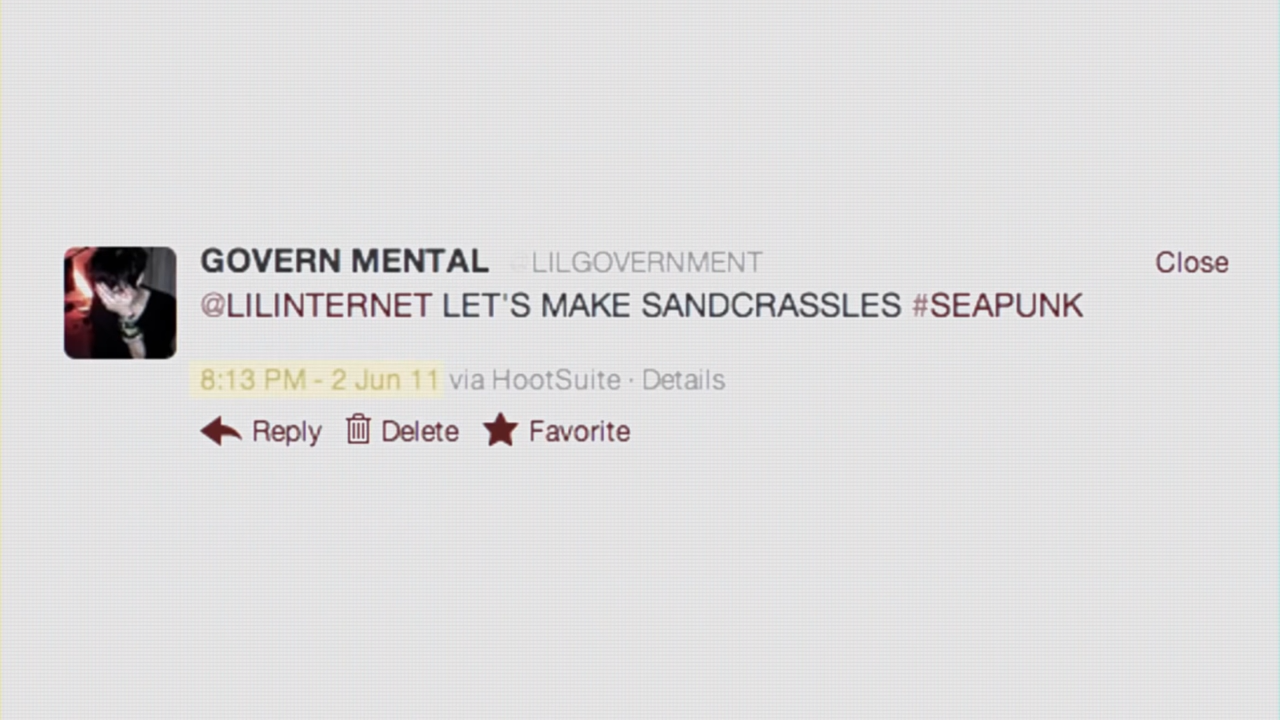 GOVERN MENTAL @LILGOVERNMENT Close
@LILINTERNET LET'S MAKE SANDCRASSLES #SEAPUNK
8:13 PM - 2 Jun 11 via HootSuite · Details
Reply Delete Favorite